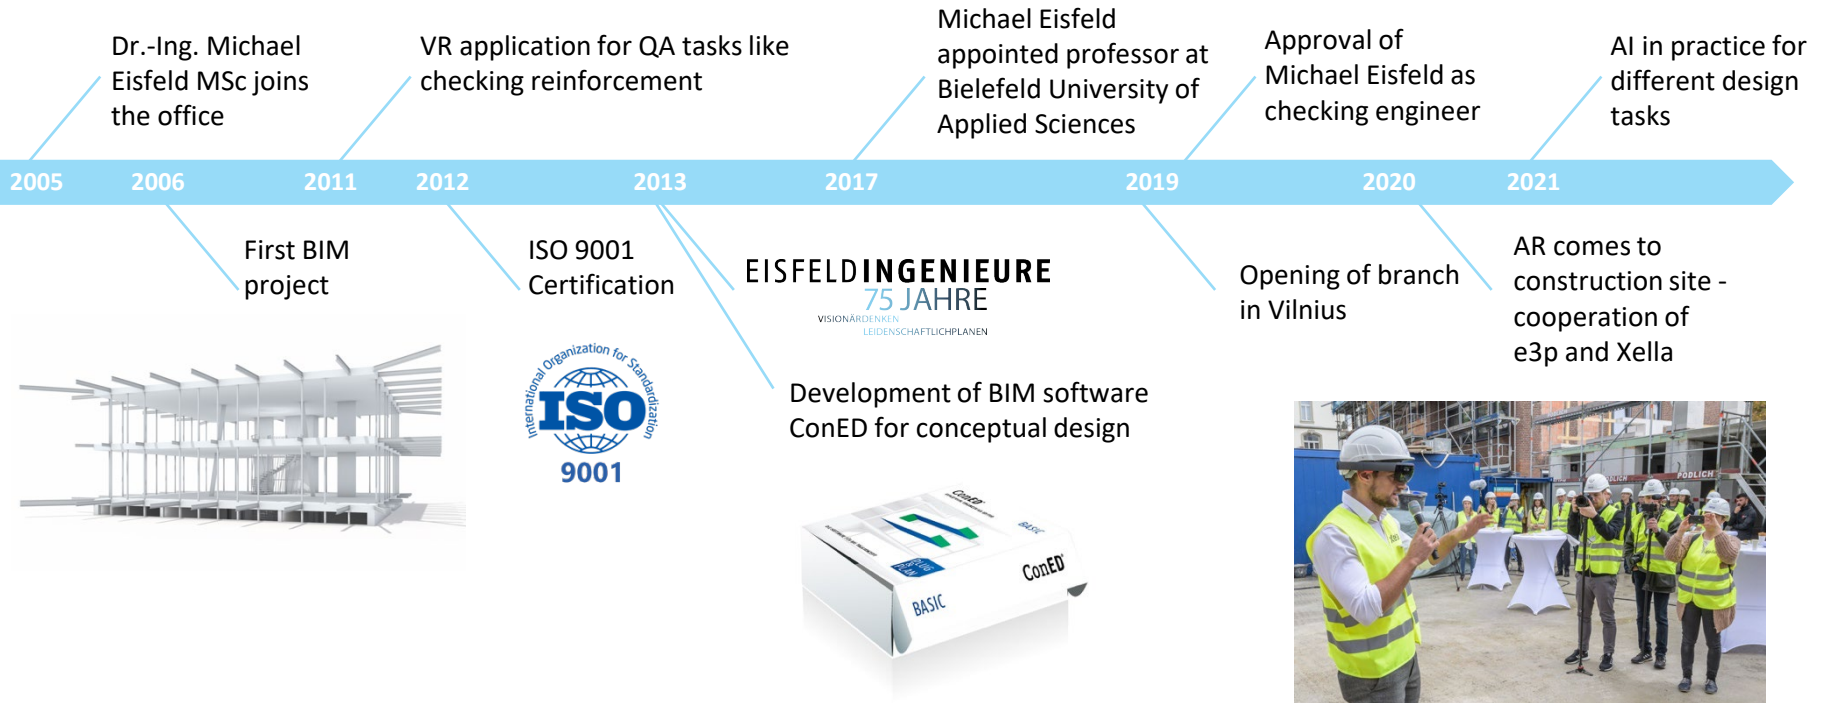 Dr.-Ing. Michael
Eisfeld MSc joins
the office
VR application for QA tasks like
checking reinforcement
Michael Eisfeld
appointed professor at
Bielefeld University of
Applied Sciences
Approval of
Michael Eisfeld as
checking engineer
AI in practice for
different design
tasks
2005 2006 2011 2012 2013 2017 2019 2020 2021
First BIM
project
ISO 9001
Certification
EISFELDINGENIEURE
75 JAHRE
VISIONÄRDENKEN
LEIDENSCHAFTLICHPLANEN
Development of BIM software
ConED for conceptual design
Opening of branch
in Vilnius
AR comes to
construction site -
cooperation of
e3p and Xella
International Organization for Standardization
ISO
9001
ConED
BASIC
PLUG
& PLAN
ConED
BASIC
PODLICH